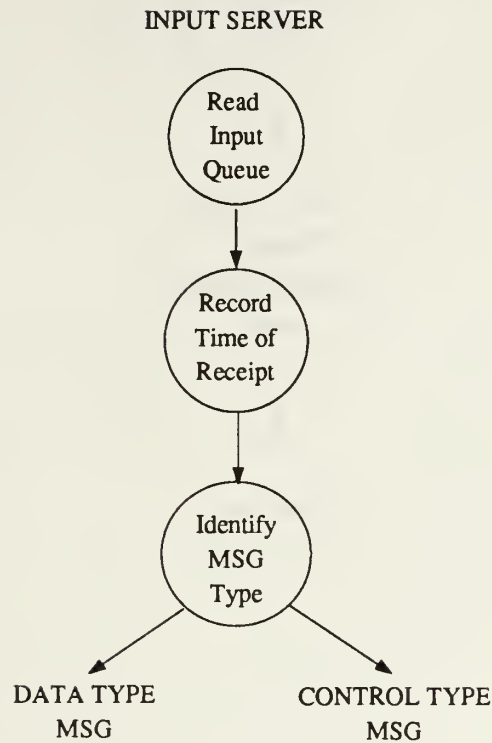 INPUT SERVER
Read
Input
Queue
Record
Time of
Receipt
Identify
MSG
Type
DATA TYPE
MSG
CONTROL TYPE
MSG